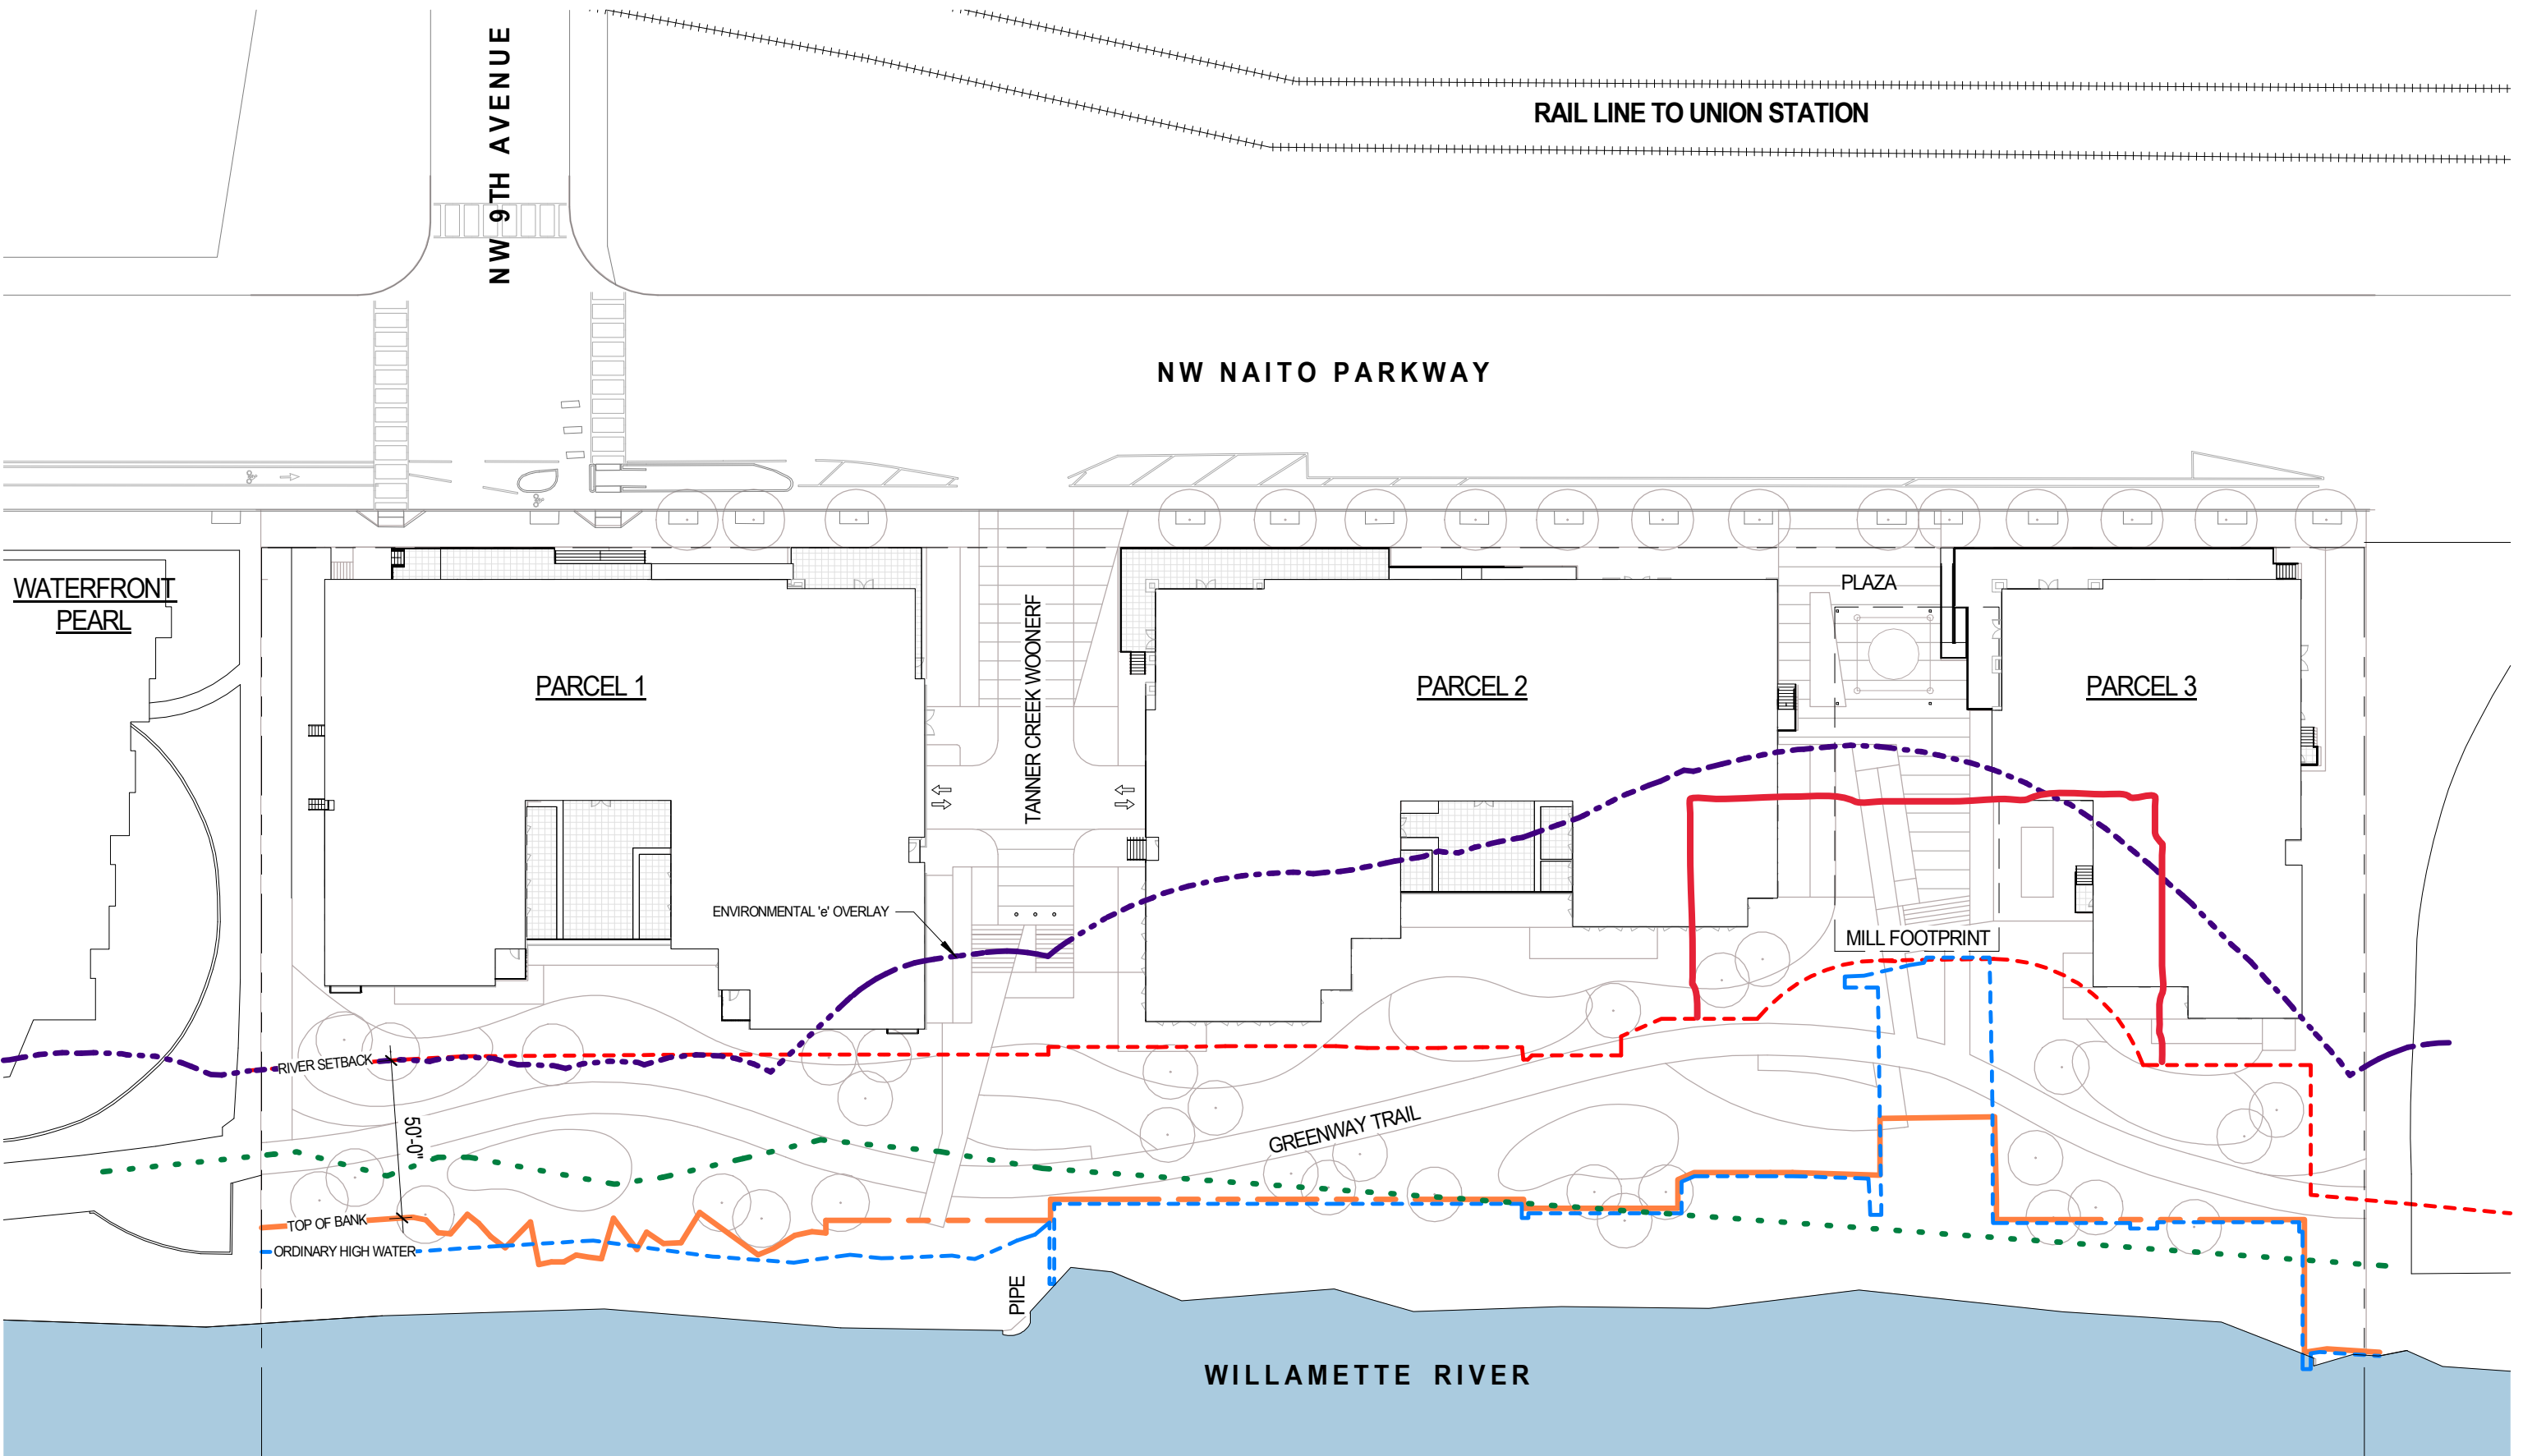 NW 9TH AVENUE
RAIL LINE TO UNION STATION
NW NAITO PARKWAY
WATERFRONT
PEARL
PLAZA
PARCEL 1
TANNER CREEK WOONERF
PARCEL 2
PARCEL 3
ENVIRONMENTAL 'e' OVERLAY
MILL FOOTPRINT
RIVER SETBACK
50'-0"
GREENWAY TRAIL
TOP OF BANK
ORDINARY HIGH WATER
PIPE
WILLAMETTE RIVER